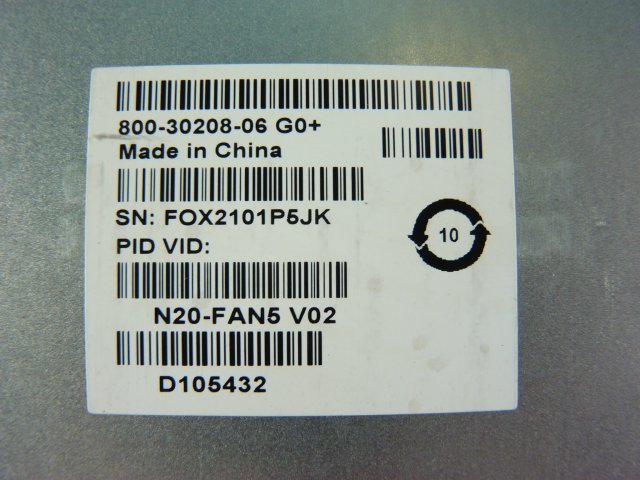 800-30208-06 G0+
Made in China
SN: FOX2101P5JK
PID VID:
10
N20-FAN5 V02
D105432